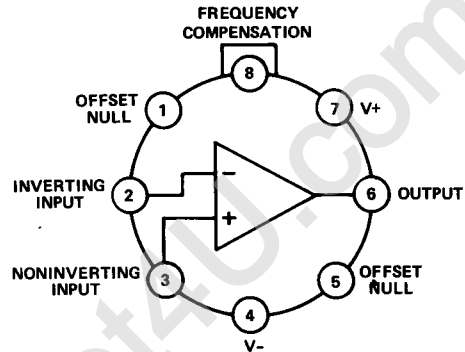 FREQUENCY
COMPENSATION
8
OFFSET
NULL
1
7
V+
INVERTING
INPUT
2
−
6
OUTPUT
+
NONINVERTING
INPUT
3
5
OFFSET
NULL
4
V−